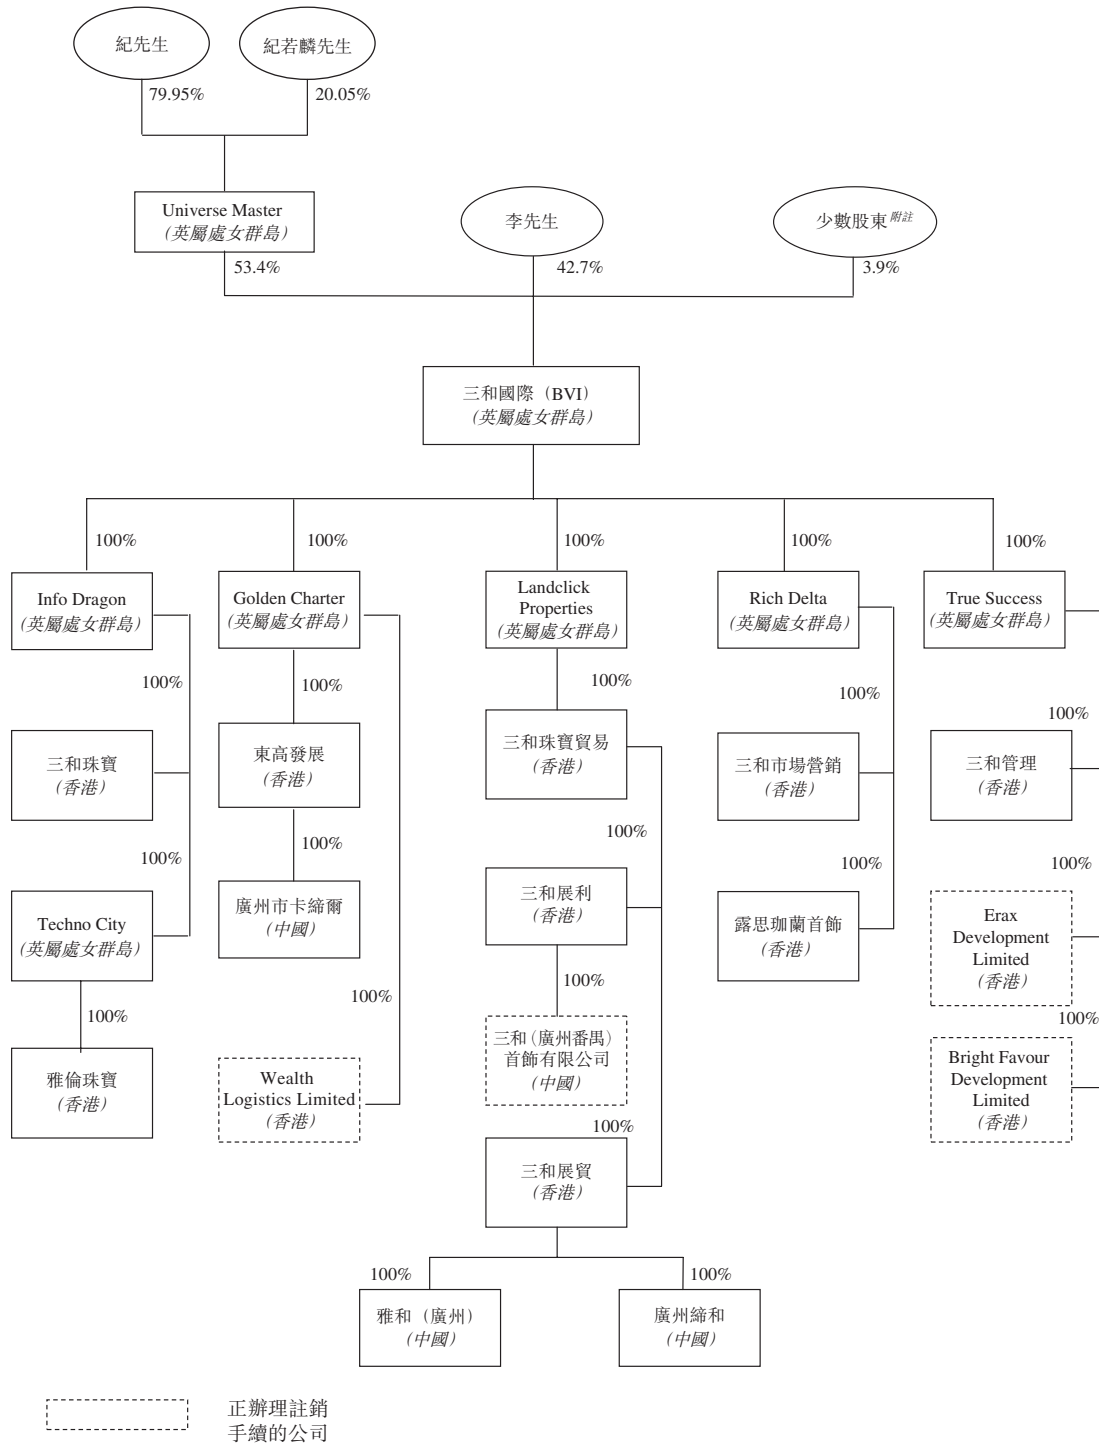 紀先生
紀若麟先生
79.95%
20.05%
Universe Master
(英屬處女群島)
李先生
少數股東附註
53.4%
42.7%
3.9%
三和國際（BVI）
(英屬處女群島)
100%
100%
100%
100%
100%
Info Dragon
(英屬處女群島)
Golden Charter
(英屬處女群島)
Landclick
Properties
(英屬處女群島)
Rich Delta
(英屬處女群島)
True Success
(英屬處女群島)
100%
100%
100%
100%
100%
三和珠寶
(香港)
東高發展
(香港)
三和珠寶貿易
(香港)
三和市場營銷
(香港)
三和管理
(香港)
100%
100%
100%
100%
100%
Techno City
(英屬處女群島)
廣州市卡締爾
(中國)
三和展利
(香港)
露思珈蘭首飾
(香港)
Erax
Development
Limited
(香港)
100%
100%
100%
100%
雅倫珠寶
(香港)
Wealth
Logistics Limited
(香港)
三和（廣州番禺）
首飾有限公司
(中國)
Bright Favour
Development
Limited
(香港)
100%
三和展貿
(香港)
100%
100%
雅和（廣州）
(中國)
廣州締和
(中國)
正辦理註銷
手續的公司